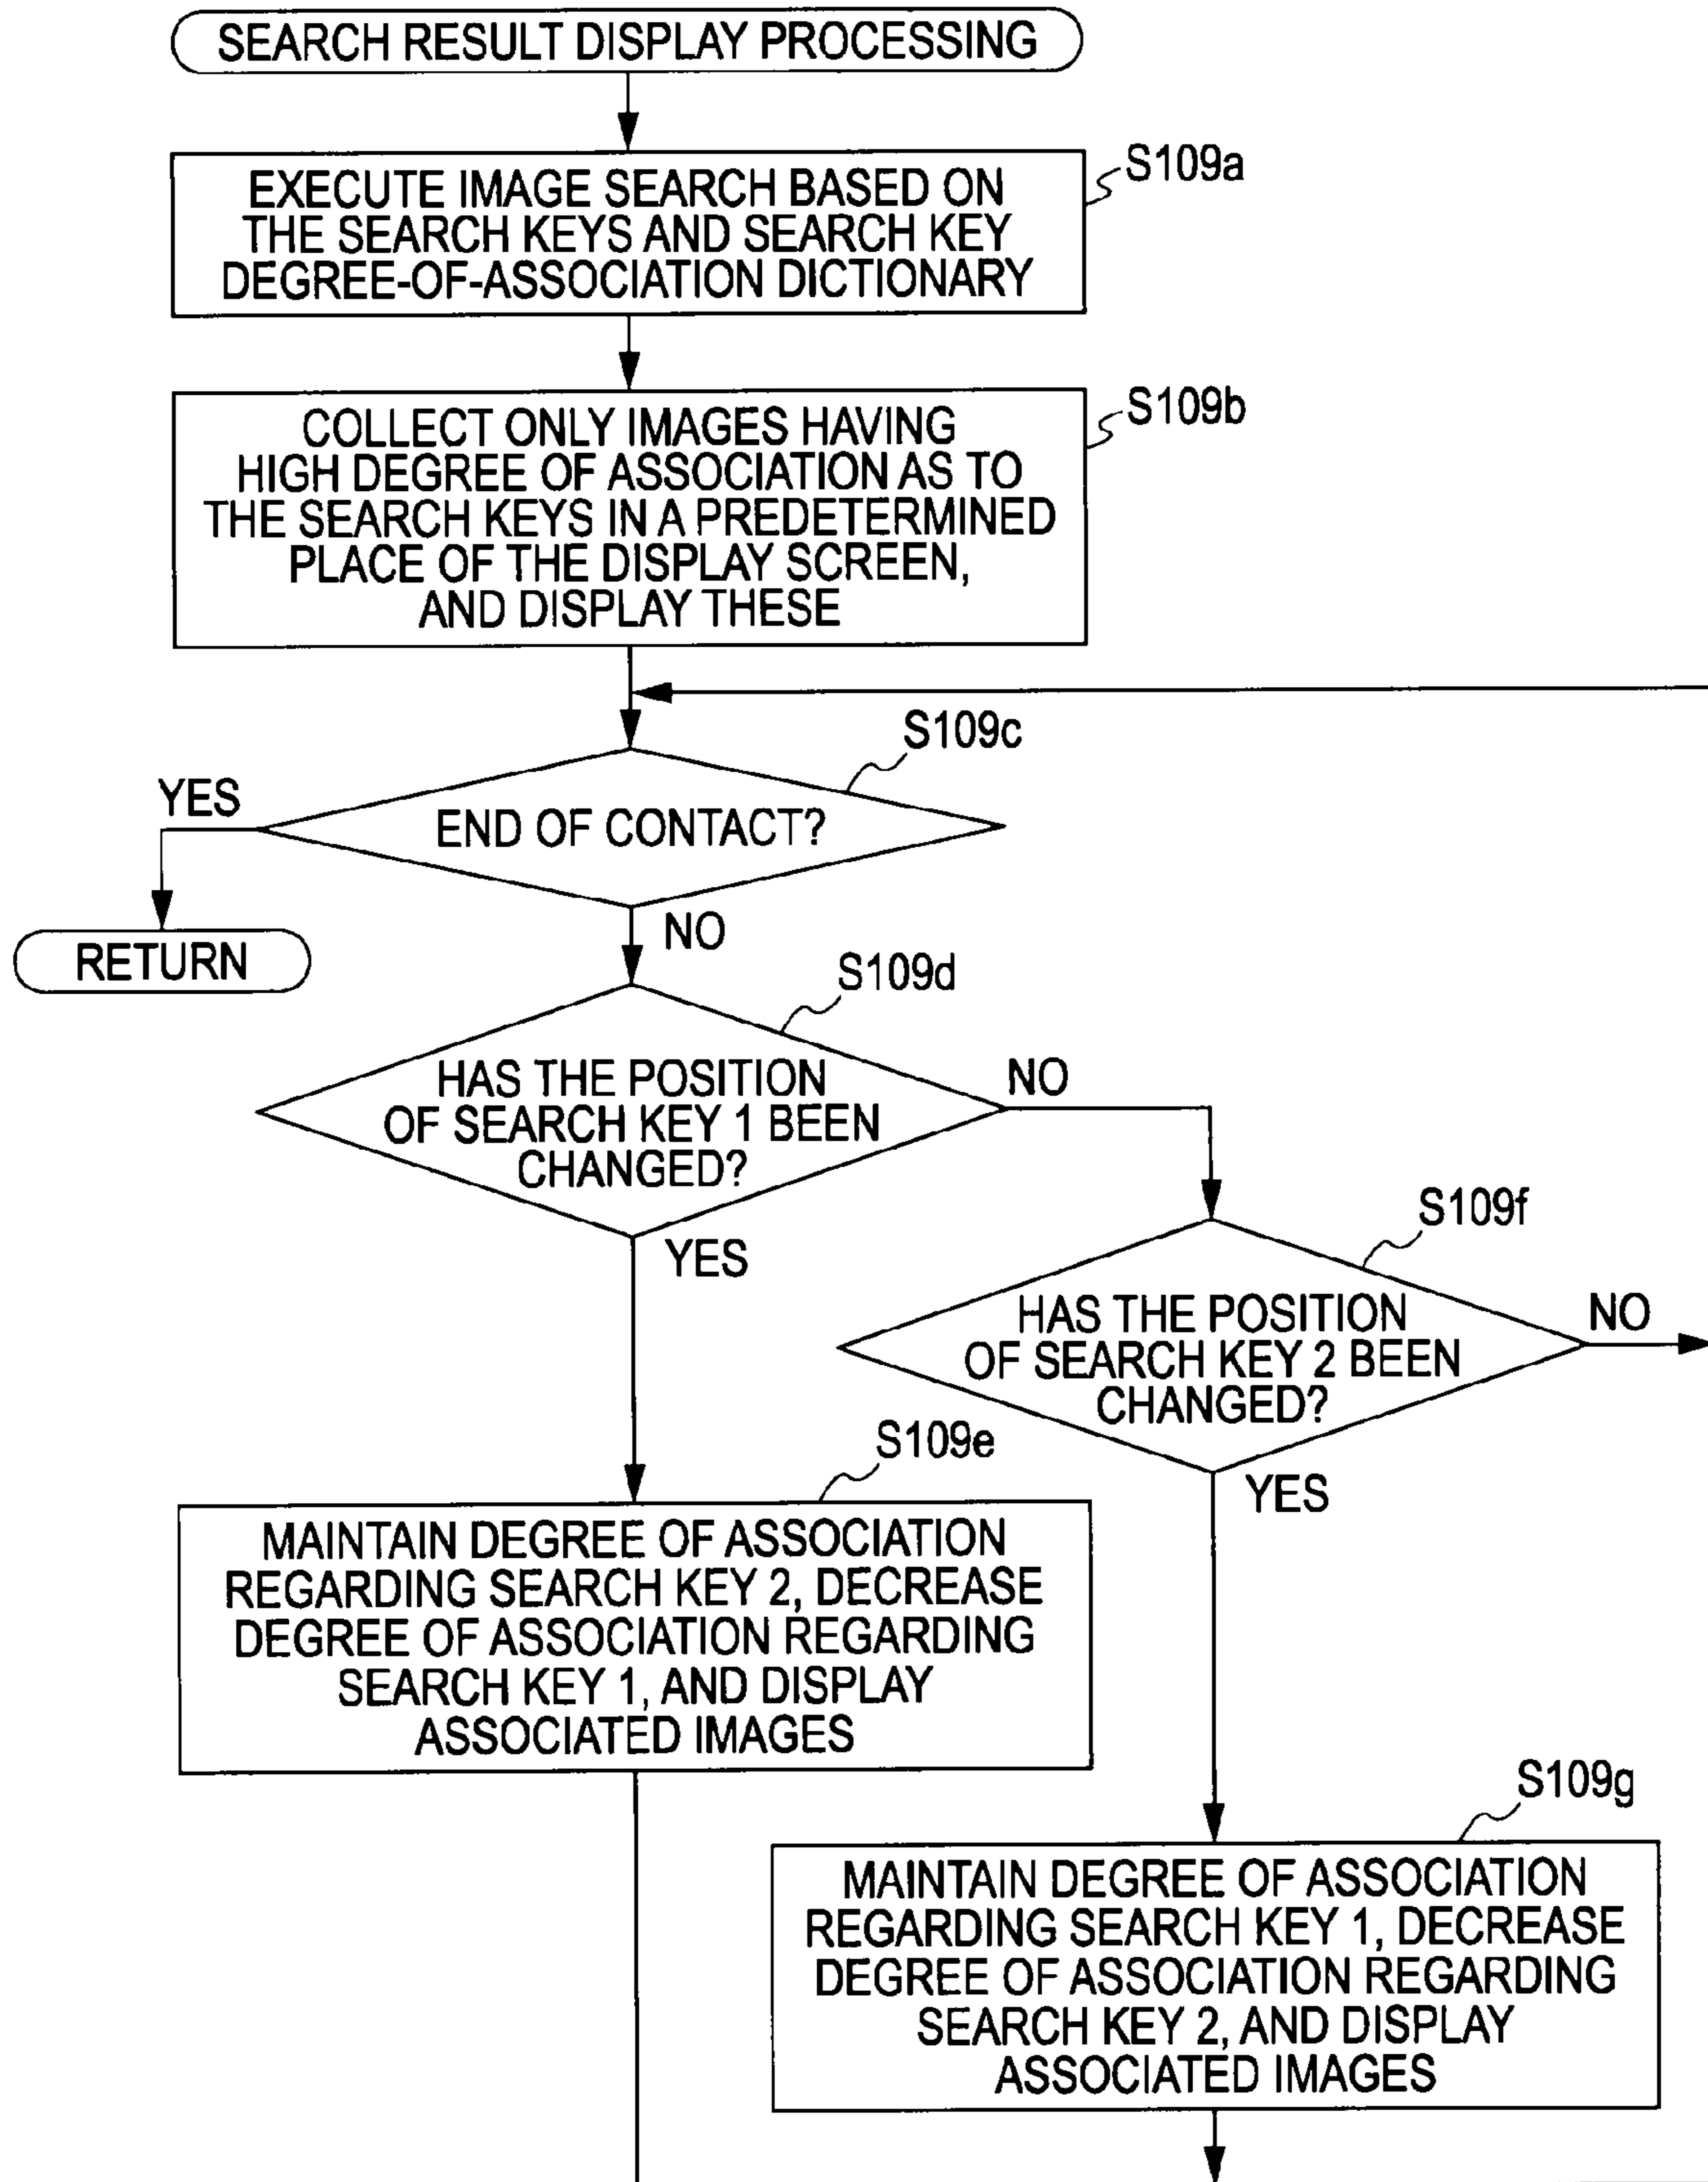 SEARCH RESULT DISPLAY PROCESSING
S109a
EXECUTE IMAGE SEARCH BASED ON
THE SEARCH KEYS AND SEARCH KEY
DEGREE-OF-ASSOCIATION DICTIONARY
S109b
COLLECT ONLY IMAGES HAVING
HIGH DEGREE OF ASSOCIATION AS TO
THE SEARCH KEYS IN A PREDETERMINED
PLACE OF THE DISPLAY SCREEN,
AND DISPLAY THESE
S109c
YES
END OF CONTACT?
NO
RETURN
S109d
HAS THE POSITION
OF SEARCH KEY 1 BEEN
CHANGED?
NO
YES
S109f
HAS THE POSITION
OF SEARCH KEY 2 BEEN
CHANGED?
NO
YES
S109e
MAINTAIN DEGREE OF ASSOCIATION
REGARDING SEARCH KEY 2, DECREASE
DEGREE OF ASSOCIATION REGARDING
SEARCH KEY 1, AND DISPLAY
ASSOCIATED IMAGES
S109g
MAINTAIN DEGREE OF ASSOCIATION
REGARDING SEARCH KEY 1, DECREASE
DEGREE OF ASSOCIATION REGARDING
SEARCH KEY 2, AND DISPLAY
ASSOCIATED IMAGES